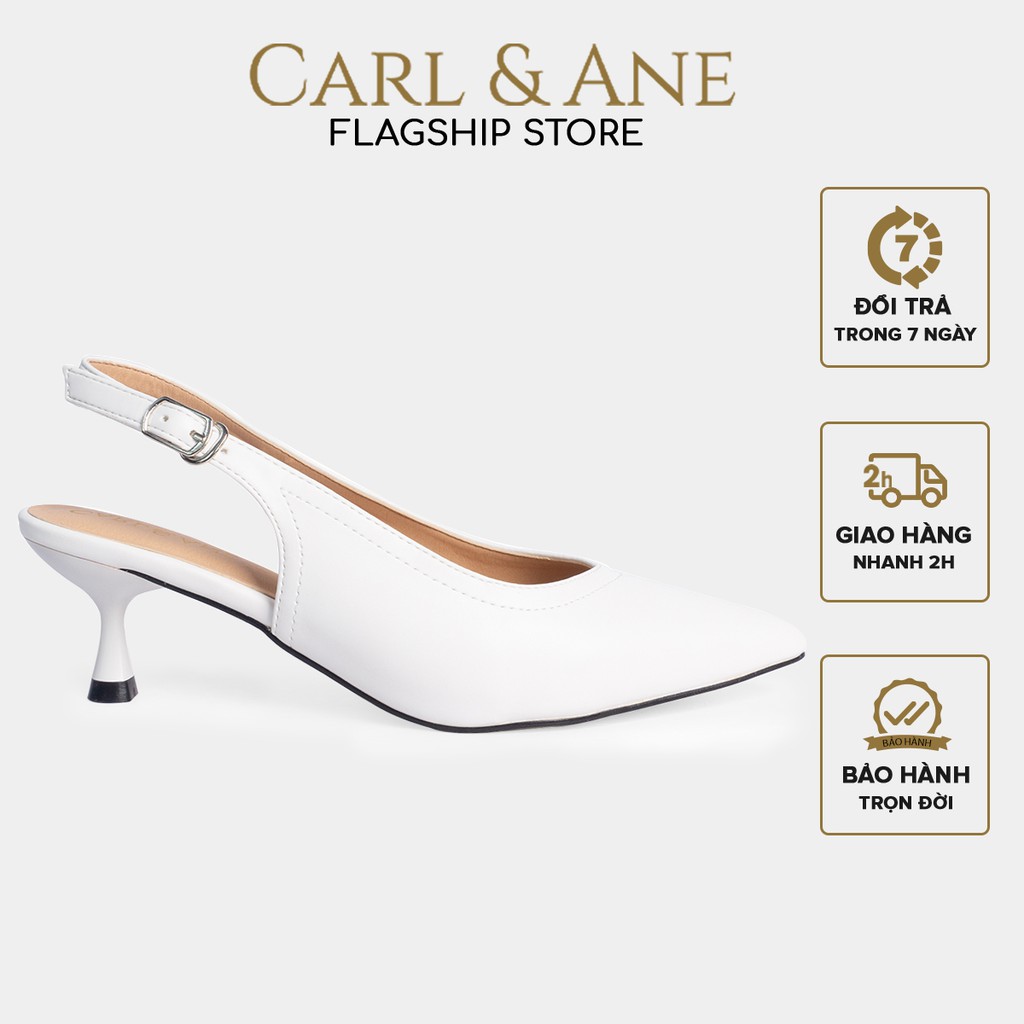 CARL & ANE
FLAGSHIP STORE
7
ĐỔI TRẢ
TRONG 7 NGÀY
2h
GIAO HÀNG
NHANH 2H
BẢO HÀNH
BẢO HÀNH
TRỌN ĐỜI